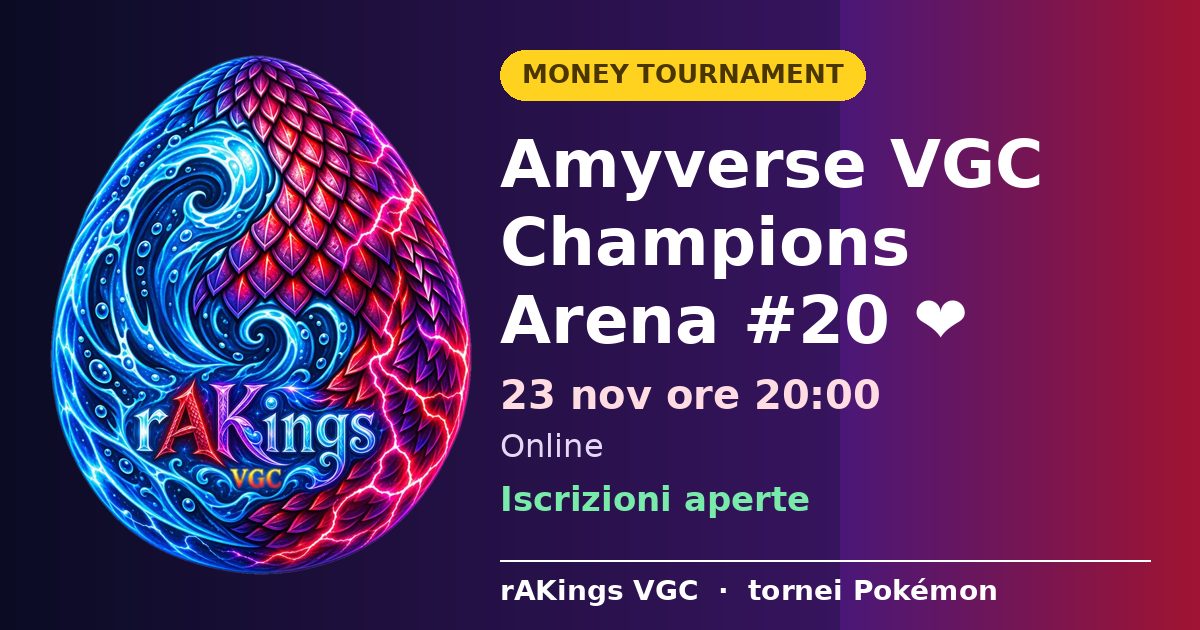 rAKings
VGC
MONEY TOURNAMENT
Amyverse VGC
Champions
Arena #20 ❤
23 nov ore 20:00
Online
Iscrizioni aperte
rAKings VGC · tornei Pokémon